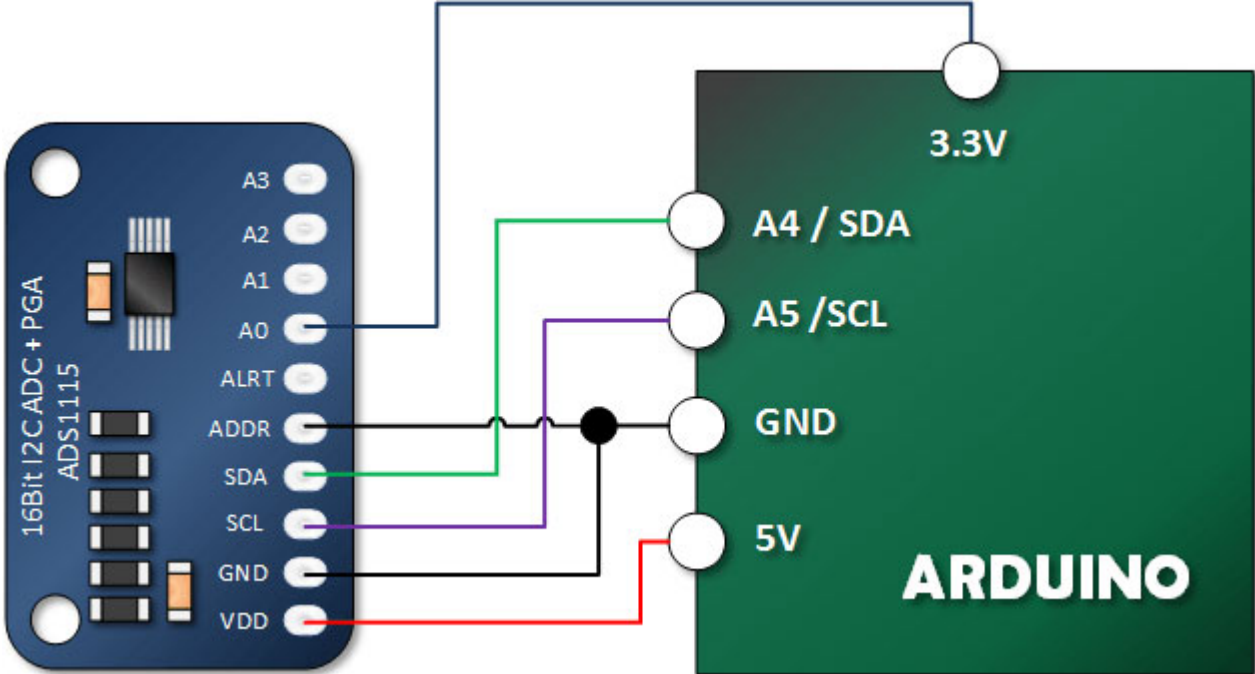 16Bit I2C ADC + PGA
ADS1115
A3
A2
A1
A0
ALRT
ADDR
SDA
SCL
GND
VDD
3.3V
A4 / SDA
A5 /SCL
GND
5V
ARDUINO